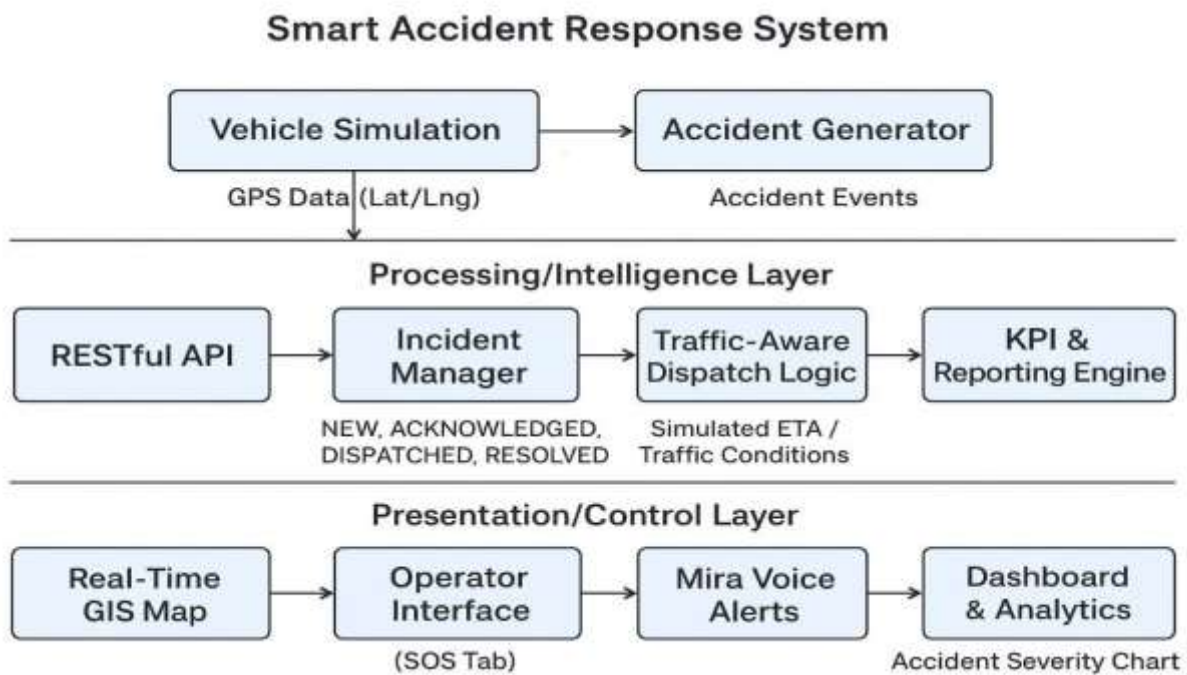 Smart Accident Response System
Vehicle Simulation
Accident Generator
GPS Data (Lat/Lng)
Accident Events
Processing/Intelligence Layer
RESTful API
Incident
Manager
Traffic-Aware
Dispatch Logic
KPI &
Reporting Engine
NEW, ACKNOWLEDGED,
DISPATCHED, RESOLVED
Simulated ETA /
Traffic Conditions
Presentation/Control Layer
Real-Time
GIS Map
Operator
Interface
Mira Voice
Alerts
Dashboard
& Analytics
(SOS Tab)
Accident Severity Chart